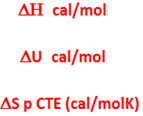 ΔH cal/mol
ΔU cal/mol
ΔS p CTE (cal/molK)